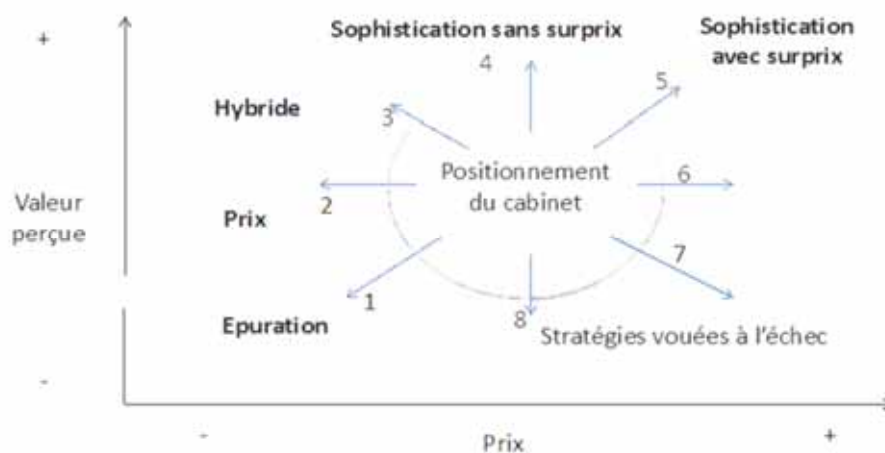 +
Sophistication sans surprix
Sophistication
avec surprix
4
5
Hybride
3
Positionnement
du cabinet
6
Valeur
perçue
2
Prix
7
1
8
Epuration
Stratégies vouées à l'échec
-
-
Prix
+